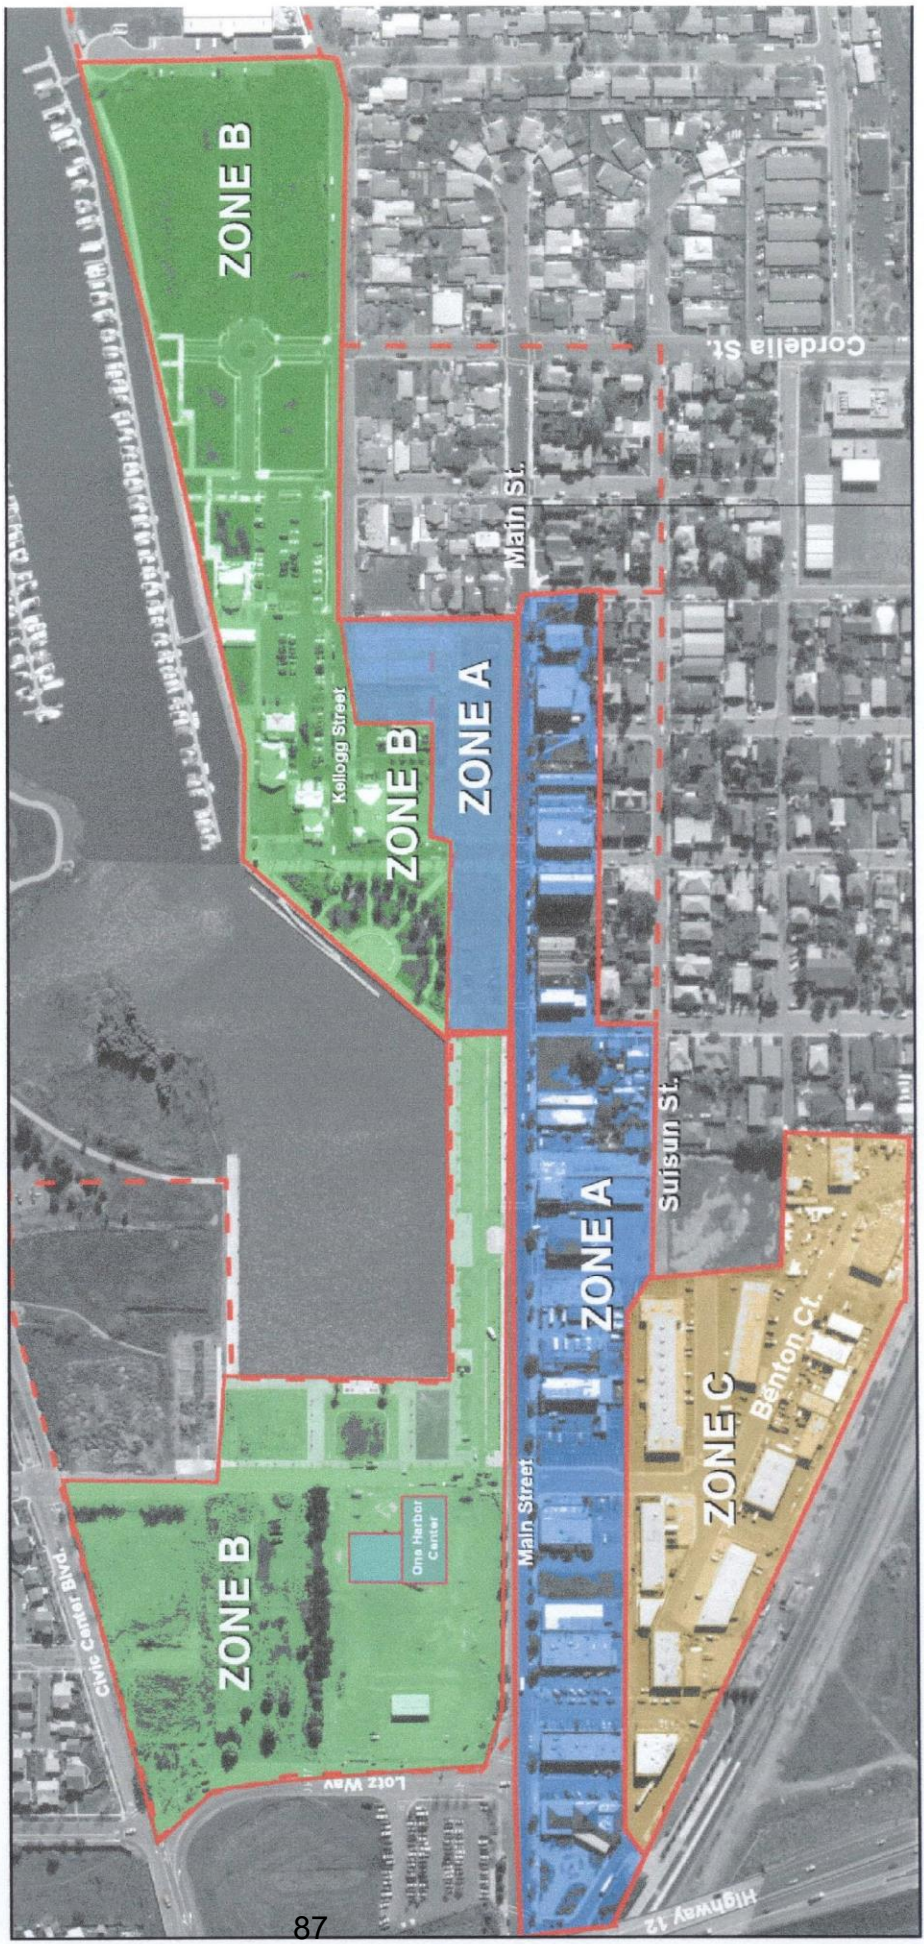 ZONE B
Cordelia St.
Main St.
Kellogg Street
ZONE B
ZONE A
Suisun St.
ZONE A
Benton Ct.
ZONE C
One Harbor
Center
Main Street
Civic Center Blvd.
ZONE B
Lotz Way
Highway 12
87